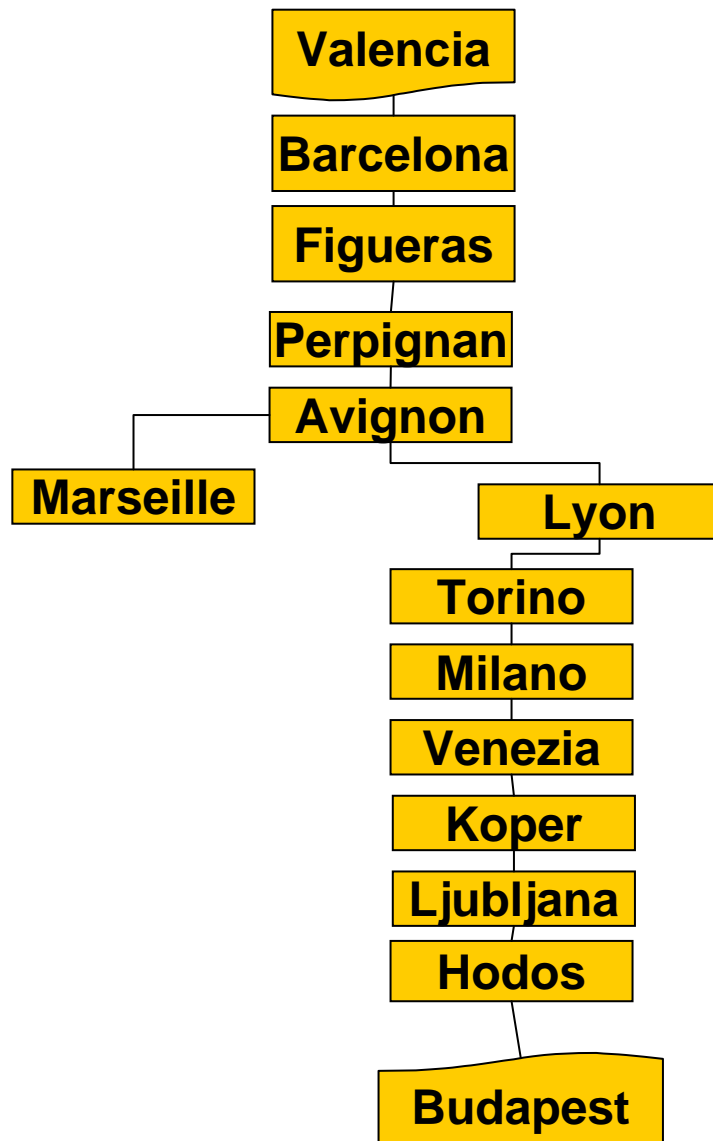 Valencia
Barcelona
Figueras
Perpignan
Avignon
Marseille
Lyon
Torino
Milano
Venezia
Koper
Ljubljana
Hodos
Budapest